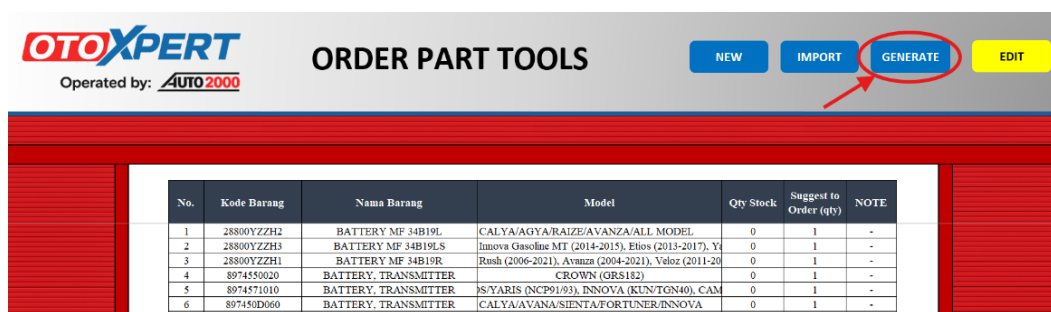 OTOXPERT
Operated by: AUTO2000
ORDER PART TOOLS
NEW IMPORT GENERATE EDIT
No. Kode Barang Nama Barang Model Qty Stock Suggest to Order (qty) NOTE
1 28800YZZH2 BATTERY MF 34B19L CALYA/AGYA/RAIZE/AVANZA/ALL MODEL 0 1 -
2 28800YZZH3 BATTERY MF 34B19LS Innova Gasoline MT (2014-2015), Etios (2013-2017), 0 1 -
3 28800YZZH1 BATTERY MF 34B19R Rush (2006-2021), Avanza (2004-2021), Veloz (2011-20 0 1 -
4 8974550020 BATTERY, TRANSMITTER CROWN (GRS182) 0 1 -
5 8974571010 BATTERY, TRANSMITTER S/YARIS (NCP91/93), INNOVA (KUN/TGN40), CAM 0 1 -
6 897450D060 BATTERY, TRANSMITTER CALYA/AVANA/SIENTA/FORTUNER/INNOVA 0 1 -